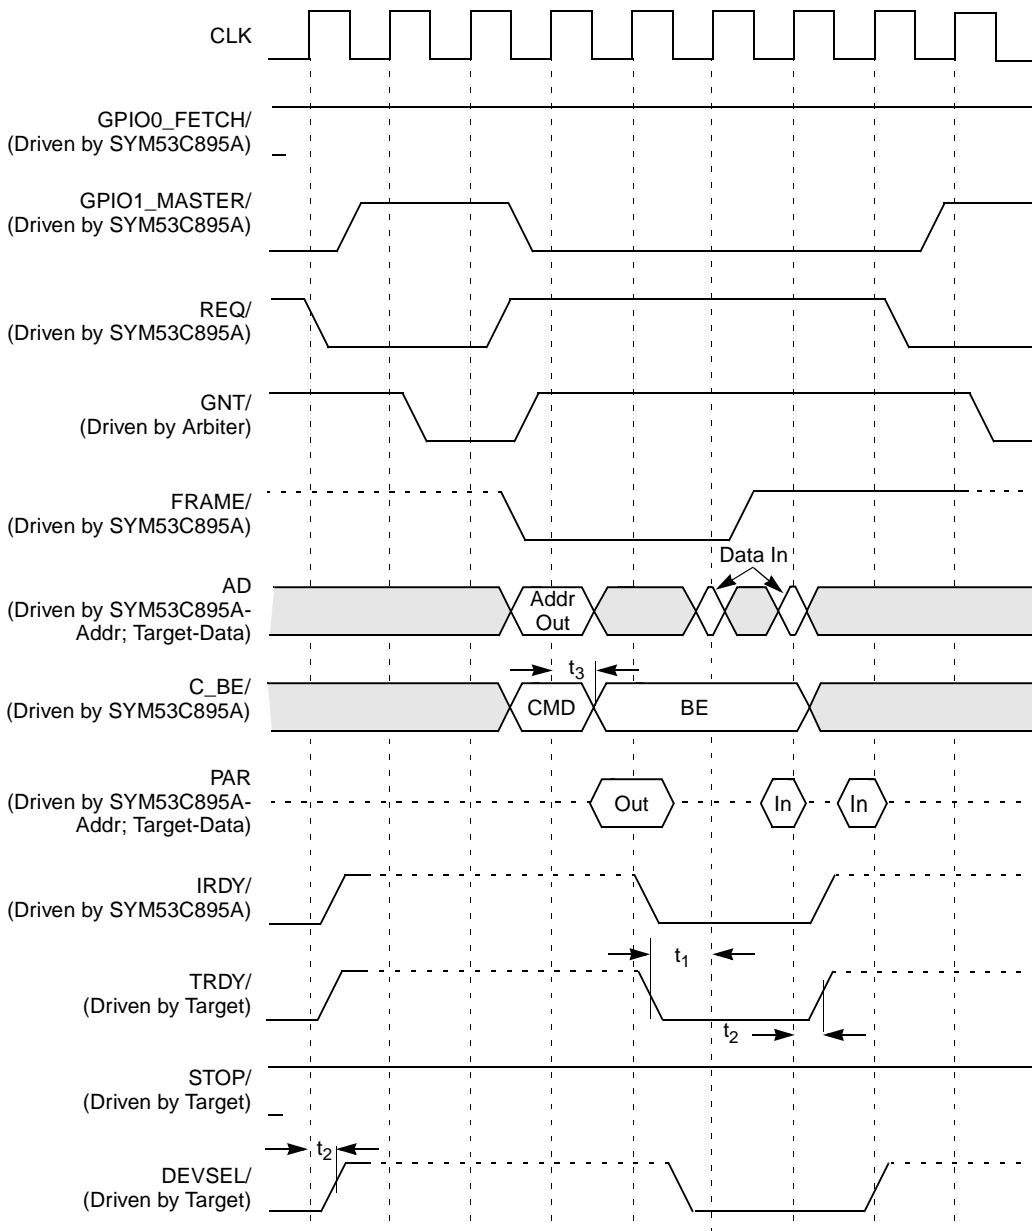 CLK
GPIO0_FETCH/
(Driven by SYM53C895A)
GPIO1_MASTER/
(Driven by SYM53C895A)
REQ/
(Driven by SYM53C895A)
GNT/
(Driven by Arbiter)
FRAME/
(Driven by SYM53C895A)
Data In
AD
(Driven by SYM53C895A-
Addr; Target-Data)
Addr
Out
t3
C_BE/
(Driven by SYM53C895A)
CMD
BE
PAR
(Driven by SYM53C895A-
Addr; Target-Data)
Out
In
In
IRDY/
(Driven by SYM53C895A)
t1
TRDY/
(Driven by Target)
t2
STOP/
(Driven by Target)
t2
DEVSEL/
(Driven by Target)